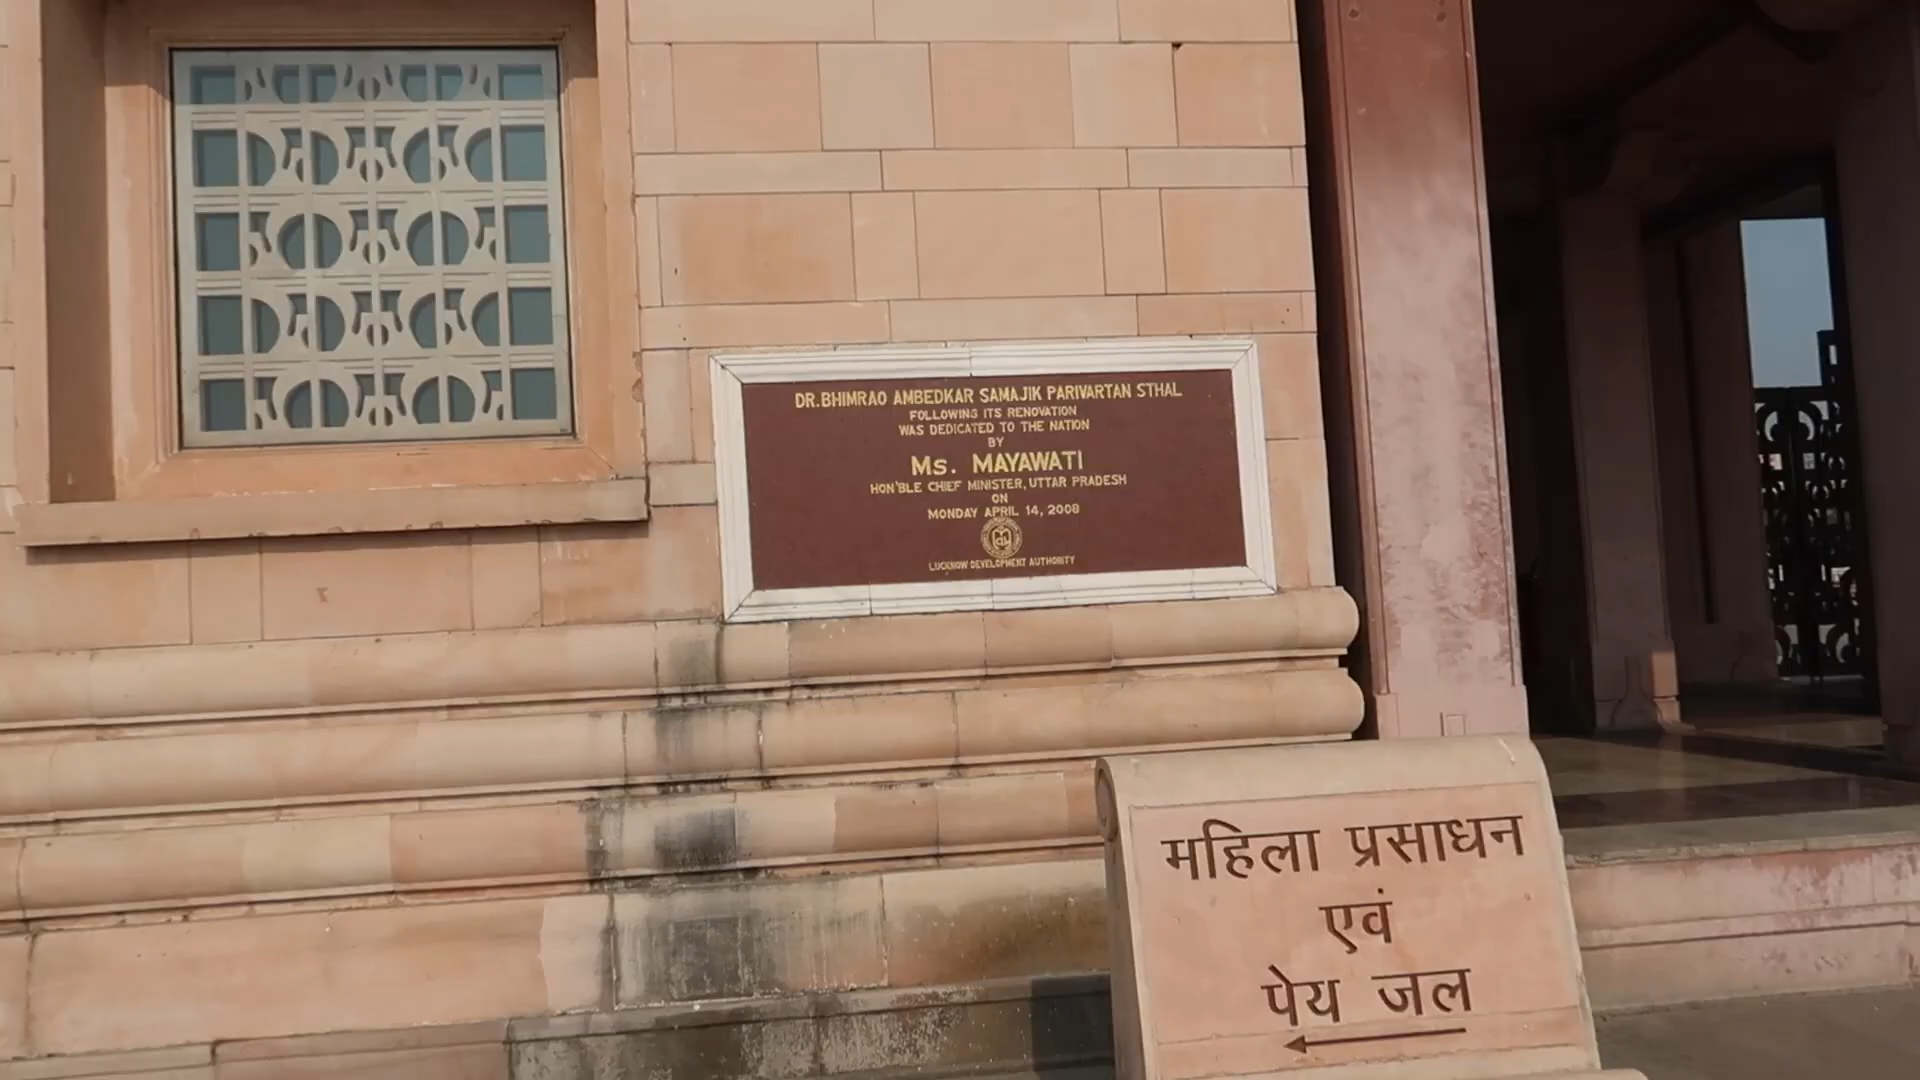 DR.BHIMRAO AMBEDKAR SAMAJIK PARIVARTAN STHAL
FOLLOWING ITS RENOVATION
WAS DEDICATED TO THE NATION
BY
Ms. MAYAWATI
HON'BLE CHIEF MINISTER, UTTAR PRADESH
ON
MONDAY APRIL 14, 2008
LUCKNOW DEVELOPMENT AUTHORITY
महिला प्रसाधन
एवं
पेय जल